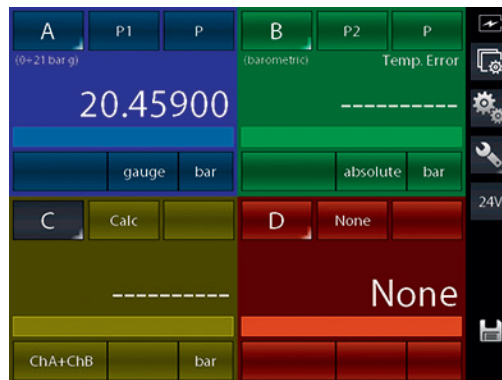 A P1 P
(0÷21 bar g)
20.45900
gauge bar
B P2 P
(barometric) Temp. Error
----------
absolute bar
C Calc
----------
ChA+ChB bar
D None
None
24V